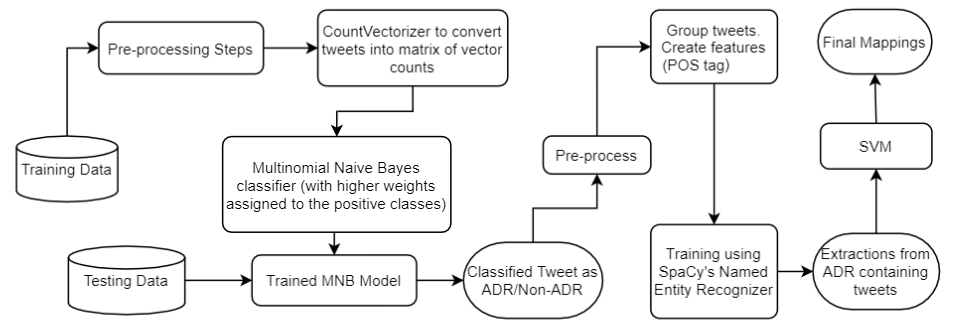 Training Data
Pre-processing Steps
CountVectorizer to convert
tweets into matrix of vector
counts
Multinomial Naive Bayes
classifier (with higher weights
assigned to the positive classes)
Testing Data
Trained MNB Model
Classified Tweet as
ADR/Non-ADR
Pre-process
Group tweets.
Create features
(POS tag)
Training using
SpaCy's Named
Entity Recognizer
Extractions from
ADR containing
tweets
SVM
Final Mappings